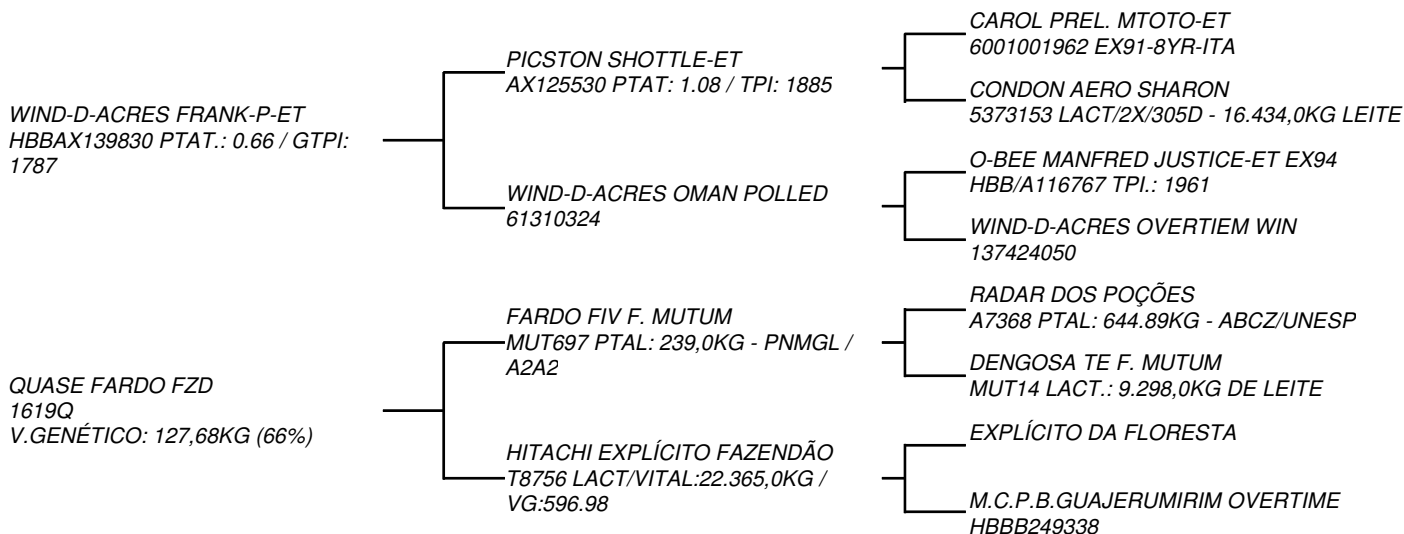 WIND-D-ACRES FRANK-P-ET
HBBAX139830 PTAT.: 0.66 / GTPI:
1787
PICSTON SHOTTLE-ET
AX125530 PTAT: 1.08 / TPI: 1885
CAROL PREL. MTOTO-ET
6001001962 EX91-8YR-ITA
CONDON AERO SHARON
5373153 LACT/2X/305D - 16.434,0KG LEITE
WIND-D-ACRES OMAN POLLED
61310324
O-BEE MANFRED JUSTICE-ET EX94
HBB/A116767 TPI.: 1961
WIND-D-ACRES OVERTIEM WIN
137424050
QUASE FARDO FZD
1619Q
V.GENÉTICO: 127,68KG (66%)
FARDO FIV F. MUTUM
MUT697 PTAL: 239,0KG - PNMGL /
A2A2
RADAR DOS POÇÕES
A7368 PTAL: 644.89KG - ABCZ/UNESP
DENGOSA TE F. MUTUM
MUT14 LACT.: 9.298,0KG DE LEITE
HITACHI EXPLÍCITO FAZENDÃO
T8756 LACT/VITAL:22.365,0KG /
VG:596.98
EXPLÍCITO DA FLORESTA
M.C.P.B.GUAJERUMIRIM OVERTIME
HBBB249338